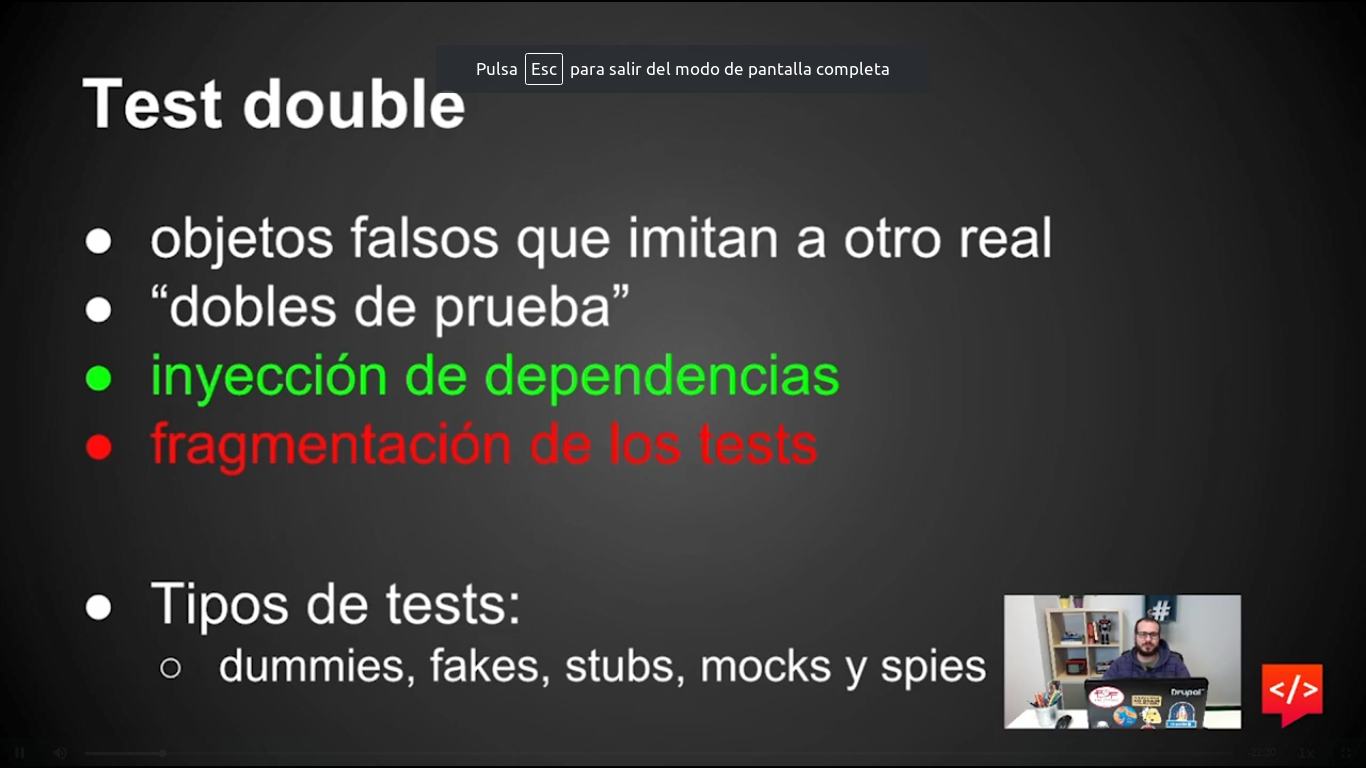 Pulsa Esc para salir del modo de pantalla completa
Test double
● objetos falsos que imitan a otro real
● “dobles de prueba”
● inyección de dependencias
● fragmentación de los tests
● Tipos de tests:
○ dummies, fakes, stubs, mocks y spies
#
Drupal
</>
1x